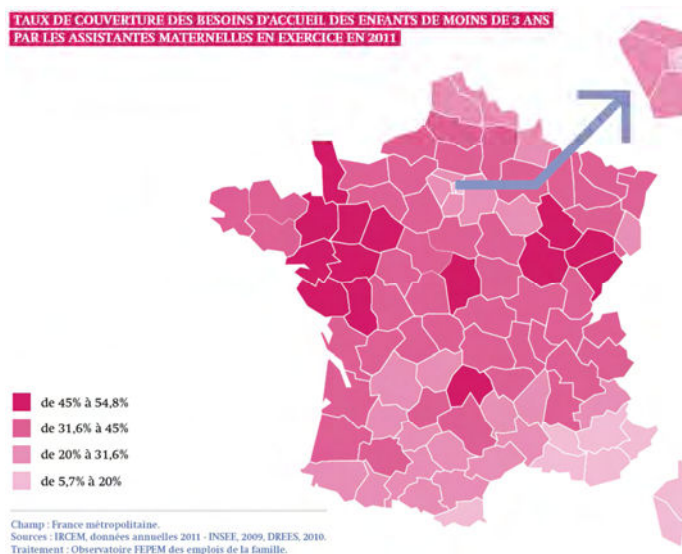 TAUX DE COUVERTURE DES BESOINS D'ACCUEIL DES ENFANTS DE MOINS DE 3 ANS
PAR LES ASSISTANTES MATERNELLES EN EXERCICE EN 2011
de 45% à 54,8%
de 31,6% à 45%
de 20% à 31,6%
de 5,7% à 20%
Champ : France métropolitaine.
Sources : IRCEM, données annuelles 2011 - INSEE, 2009, DREES, 2010.
Traitement : Observatoire FEPEM des emplois de la famille.